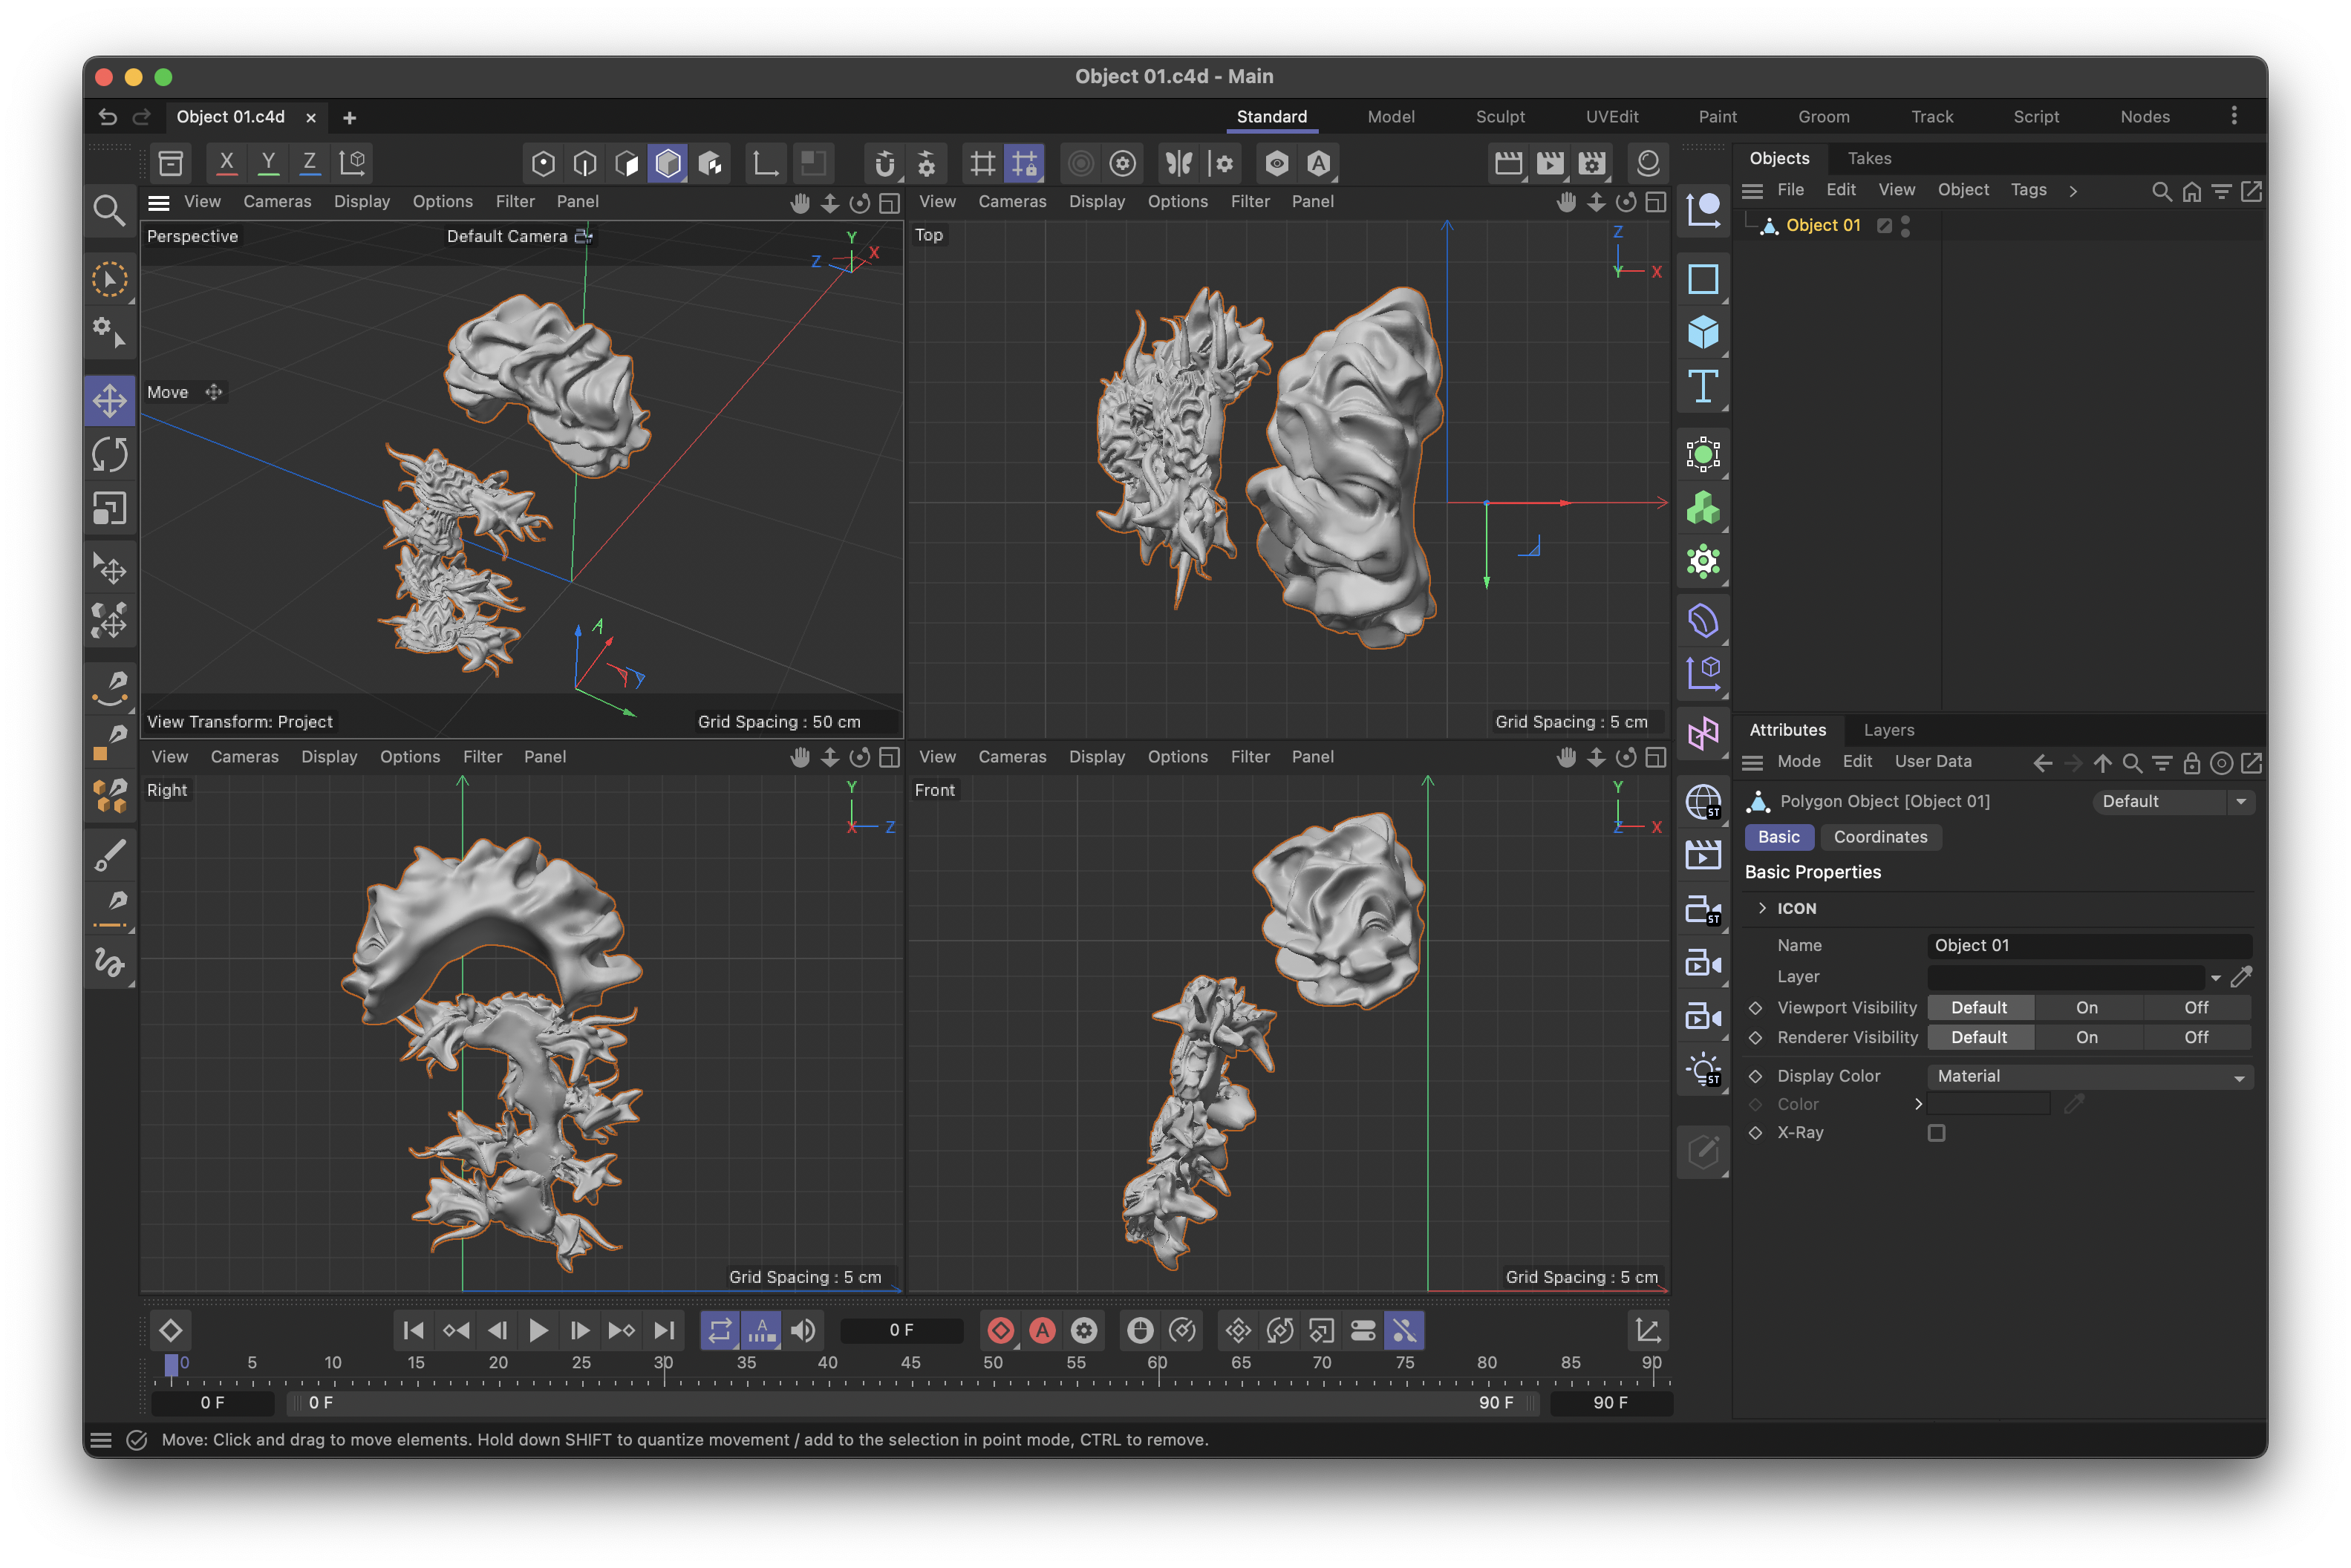 Object 01.c4d - Main
Object 01.c4d × +
Standard Model Sculpt UVEdit Paint Groom Track Script Nodes
X Y Z
A
Objects Takes
File Edit View Object Tags
Object 01
View Cameras Display Options Filter Panel
Perspective
Default Camera
Y X Z
Move
View Transform: Project
Grid Spacing : 50 cm
View Cameras Display Options Filter Panel
Top
Z Y X
Grid Spacing : 5 cm
View Cameras Display Options Filter Panel
Right
Y X Z
Grid Spacing : 5 cm
View Cameras Display Options Filter Panel
Front
Y Z X
Grid Spacing : 5 cm
T
ST
ST
ST
Attributes Layers
Mode Edit User Data
Polygon Object [Object 01]
Default
Basic Coordinates
Basic Properties
ICON
Name Object 01
Layer
Viewport Visibility Default On Off
Renderer Visibility Default On Off
Display Color Material
Color
X-Ray
A
0 F
A
0 5 10 15 20 25 30 35 40 45 50 55 60 65 70 75 80 85 90
0 F 0 F 90 F 90 F
Move: Click and drag to move elements. Hold down SHIFT to quantize movement / add to the selection in point mode, CTRL to remove.